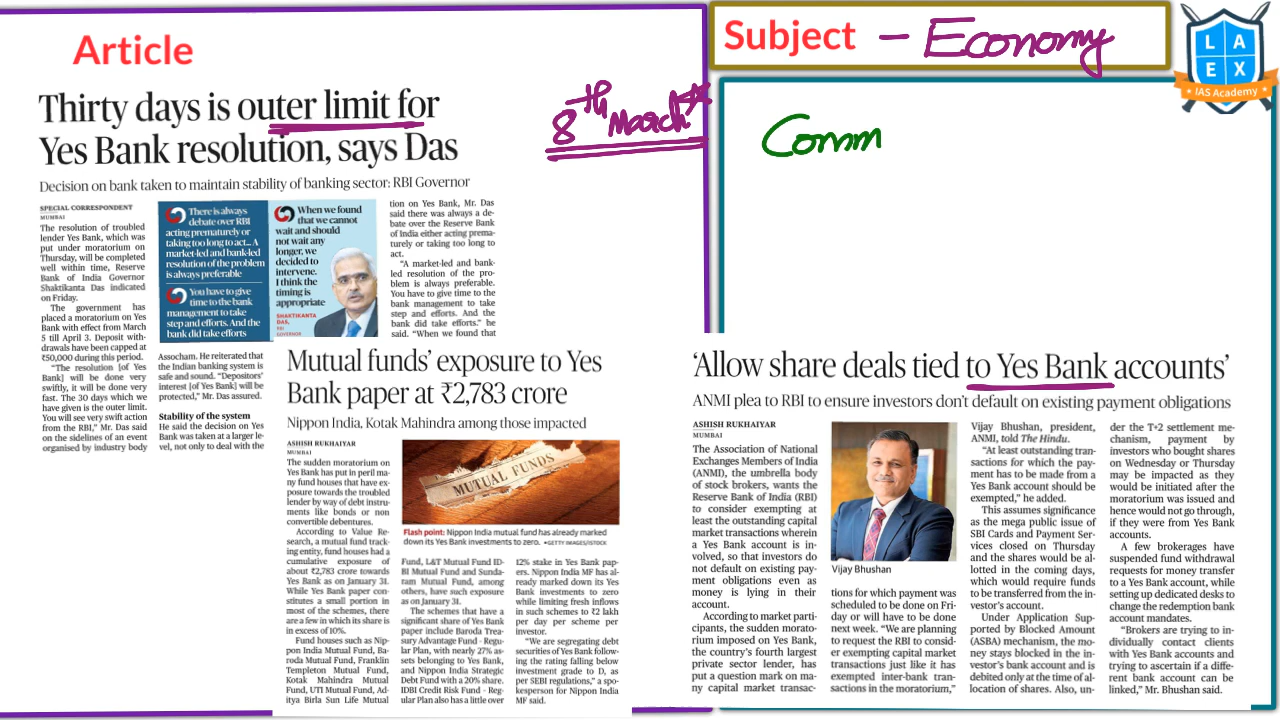 Article
Subject - Economy
LAEX
IAS Academy
8th March
Comm
Thirty days is outer limit for
Yes Bank resolution, says Das
Decision on bank taken to maintain stability of banking sector: RBI Governor
SPECIAL CORRESPONDENT
MUMBAI
The resolution of troubled
lender Yes Bank, which was
put under moratorium on
Thursday, will be completed
well within time, Reserve
Bank of India Governor
Shaktikanta Das indicated
on Friday.
The government has
placed a moratorium on Yes
Bank with effect from March
5 till April 3. Deposit with-
drawals have been capped at
₹50,000 during this period.
"The resolution [of Yes
Bank] will be done very
swiftly, it will be done very
fast. The 30 days which we
have given is the outer limit.
You will see very swift action
from the RBI," Mr. Das said
on the sidelines of an event
organised by industry body
There is always
debate over RBI
acting prematurely or
taking too long to act... A
market-led and bank-led
resolution of the problem
is always preferable
You have to give
time to the bank
management to take
step and efforts. And the
bank did take efforts
When we found
that we cannot
wait and should
not wait any
longer, we
decided to
intervene.
I think the
timing is
appropriate
SHAKTIKANTA
DAS,
RBI
GOVERNOR
Assocham. He reiterated that
the Indian banking system is
safe and sound. "Depositors'
interest [of Yes Bank] will be
protected," Mr. Das assured.
Stability of the system
He said the decision on Yes
Bank was taken at a larger le-
vel, not only to deal with the
tion on Yes Bank, Mr. Das
said there was always a de-
bate over the Reserve Bank
of India either acting prema-
turely or taking too long to
act.
"A market-led and bank-
led resolution of the pro-
blem is always preferable.
You have to give time to the
bank management to take
step and efforts. And the
bank did take efforts." he
said. "When we found that
Mutual funds' exposure to Yes
Bank paper at ₹2,783 crore
Nippon India, Kotak Mahindra among those impacted
ASHISH RUKHAIYAR
MUMBAI
The sudden moratorium on
Yes Bank has put in peril ma-
ny fund houses that have ex-
posure towards the troubled
lender by way of debt instru-
ments like bonds or non
convertible debentures.
According to Value Re-
search, a mutual fund track-
ing entity, fund houses had a
cumulative exposure of
about ₹2,783 crore towards
Yes Bank as on January 31.
While Yes Bank paper con-
stitutes a small portion in
most of the schemes, there
are a few in which its share is
in excess of 10%.
Fund houses such as Nip-
pon India Mutual Fund, Ba-
roda Mutual Fund, Franklin
Templeton Mutual Fund,
Kotak Mahindra Mutual
Fund, UTI Mutual Fund, Ad-
itya Birla Sun Life Mutual
MUTUAL FUNDS
Flash point: Nippon India mutual fund has already marked
down its Yes Bank investments to zero. •GETTY IMAGES/ISTOCK
Fund, L&T Mutual Fund ID-
BI Mutual Fund and Sunda-
ram Mutual Fund, among
others, have such exposure
as on January 31.
The schemes that have a
significant share of Yes Bank
paper include Baroda Trea-
sury Advantage Fund - Regu-
lar Plan, with nearly 27% as-
sets belonging to Yes Bank,
and Nippon India Strategic
Debt Fund with a 20% share.
IDBI Credit Risk Fund - Reg-
ular Plan also has a little over
12% stake in Yes Bank pap-
ers. Nippon India MF has al-
ready marked down its Yes
Bank investments to zero
while limiting fresh inflows
in such schemes to ₹2 lakh
per day per scheme per
investor.
"We are segregating debt
securities of Yes Bank follow-
ing the rating falling below
investment grade to D, as
per SEBI regulations," a spo-
kesperson for Nippon India
MF said.
'Allow share deals tied to Yes Bank accounts'
ANMI plea to RBI to ensure investors don't default on existing payment obligations
ASHISH RUKHAIYAR
MUMBAI
The Association of National
Exchanges Members of India
(ANMI), the umbrella body
of stock brokers, wants the
Reserve Bank of India (RBI)
to consider exempting at
least the outstanding capital
market transactions wherein
a Yes Bank account is in-
volved, so that investors do
not default on existing pay-
ment obligations even as
money is lying in their
account.
According to market parti-
cipants, the sudden morato-
rium imposed on Yes Bank,
the country's fourth largest
private sector lender, has
put a question mark on ma-
ny capital market transac-
Vijay Bhushan
tions for which payment was
scheduled to be done on Fri-
day or will have to be done
next week. "We are planning
to request the RBI to consid-
er exempting capital market
transactions just like it has
exempted inter-bank tran-
sactions in the moratorium,"
Vijay Bhushan, president,
ANMI, told The Hindu.
"At least outstanding tran-
sactions for which the pay-
ment has to be made from a
Yes Bank account should be
exempted," he added.
This assumes significance
as the mega public issue of
SBI Cards and Payment Ser-
vices closed on Thursday
and the shares would be al-
lotted in the coming days,
which would require funds
to be transferred from the in-
vestor's account.
Under Application Sup-
ported by Blocked Amount
(ASBA) mechanism, the mo-
ney stays blocked in the in-
vestor's bank account and is
debited only at the time of al-
location of shares. Also, un-
der the T+2 settlement me-
chanism, payment by
investors who bought shares
on Wednesday or Thursday
may be impacted as they
would be initiated after the
moratorium was issued and
hence would not go through,
if they were from Yes Bank
accounts.
A few brokerages have
suspended fund withdrawal
requests for money transfer
to a Yes Bank account, while
setting up dedicated desks to
change the redemption bank
account mandates.
"Brokers are trying to in-
dividually contact clients
with Yes Bank accounts and
trying to ascertain if a diffe-
rent bank account can be
linked," Mr. Bhushan said.